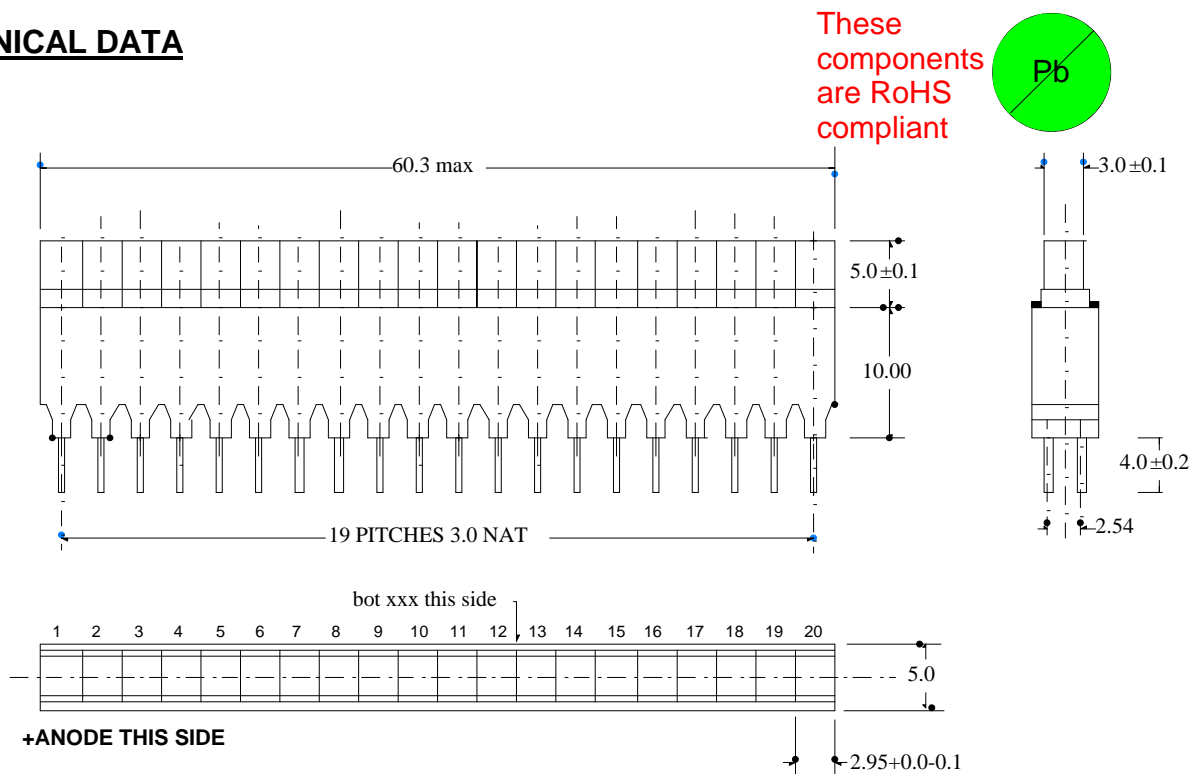 NICAL DATA
These
components
are RoHS
compliant
Pb
60.3 max
3.0±0.1
5.0±0.1
10.00
4.0±0.2
2.54
19 PITCHES 3.0 NAT
bot xxx this side
1 2 3 4 5 6 7 8 9 10 11 12 13 14 15 16 17 18 19 20
5.0
+ANODE THIS SIDE
2.95+0.0-0.1